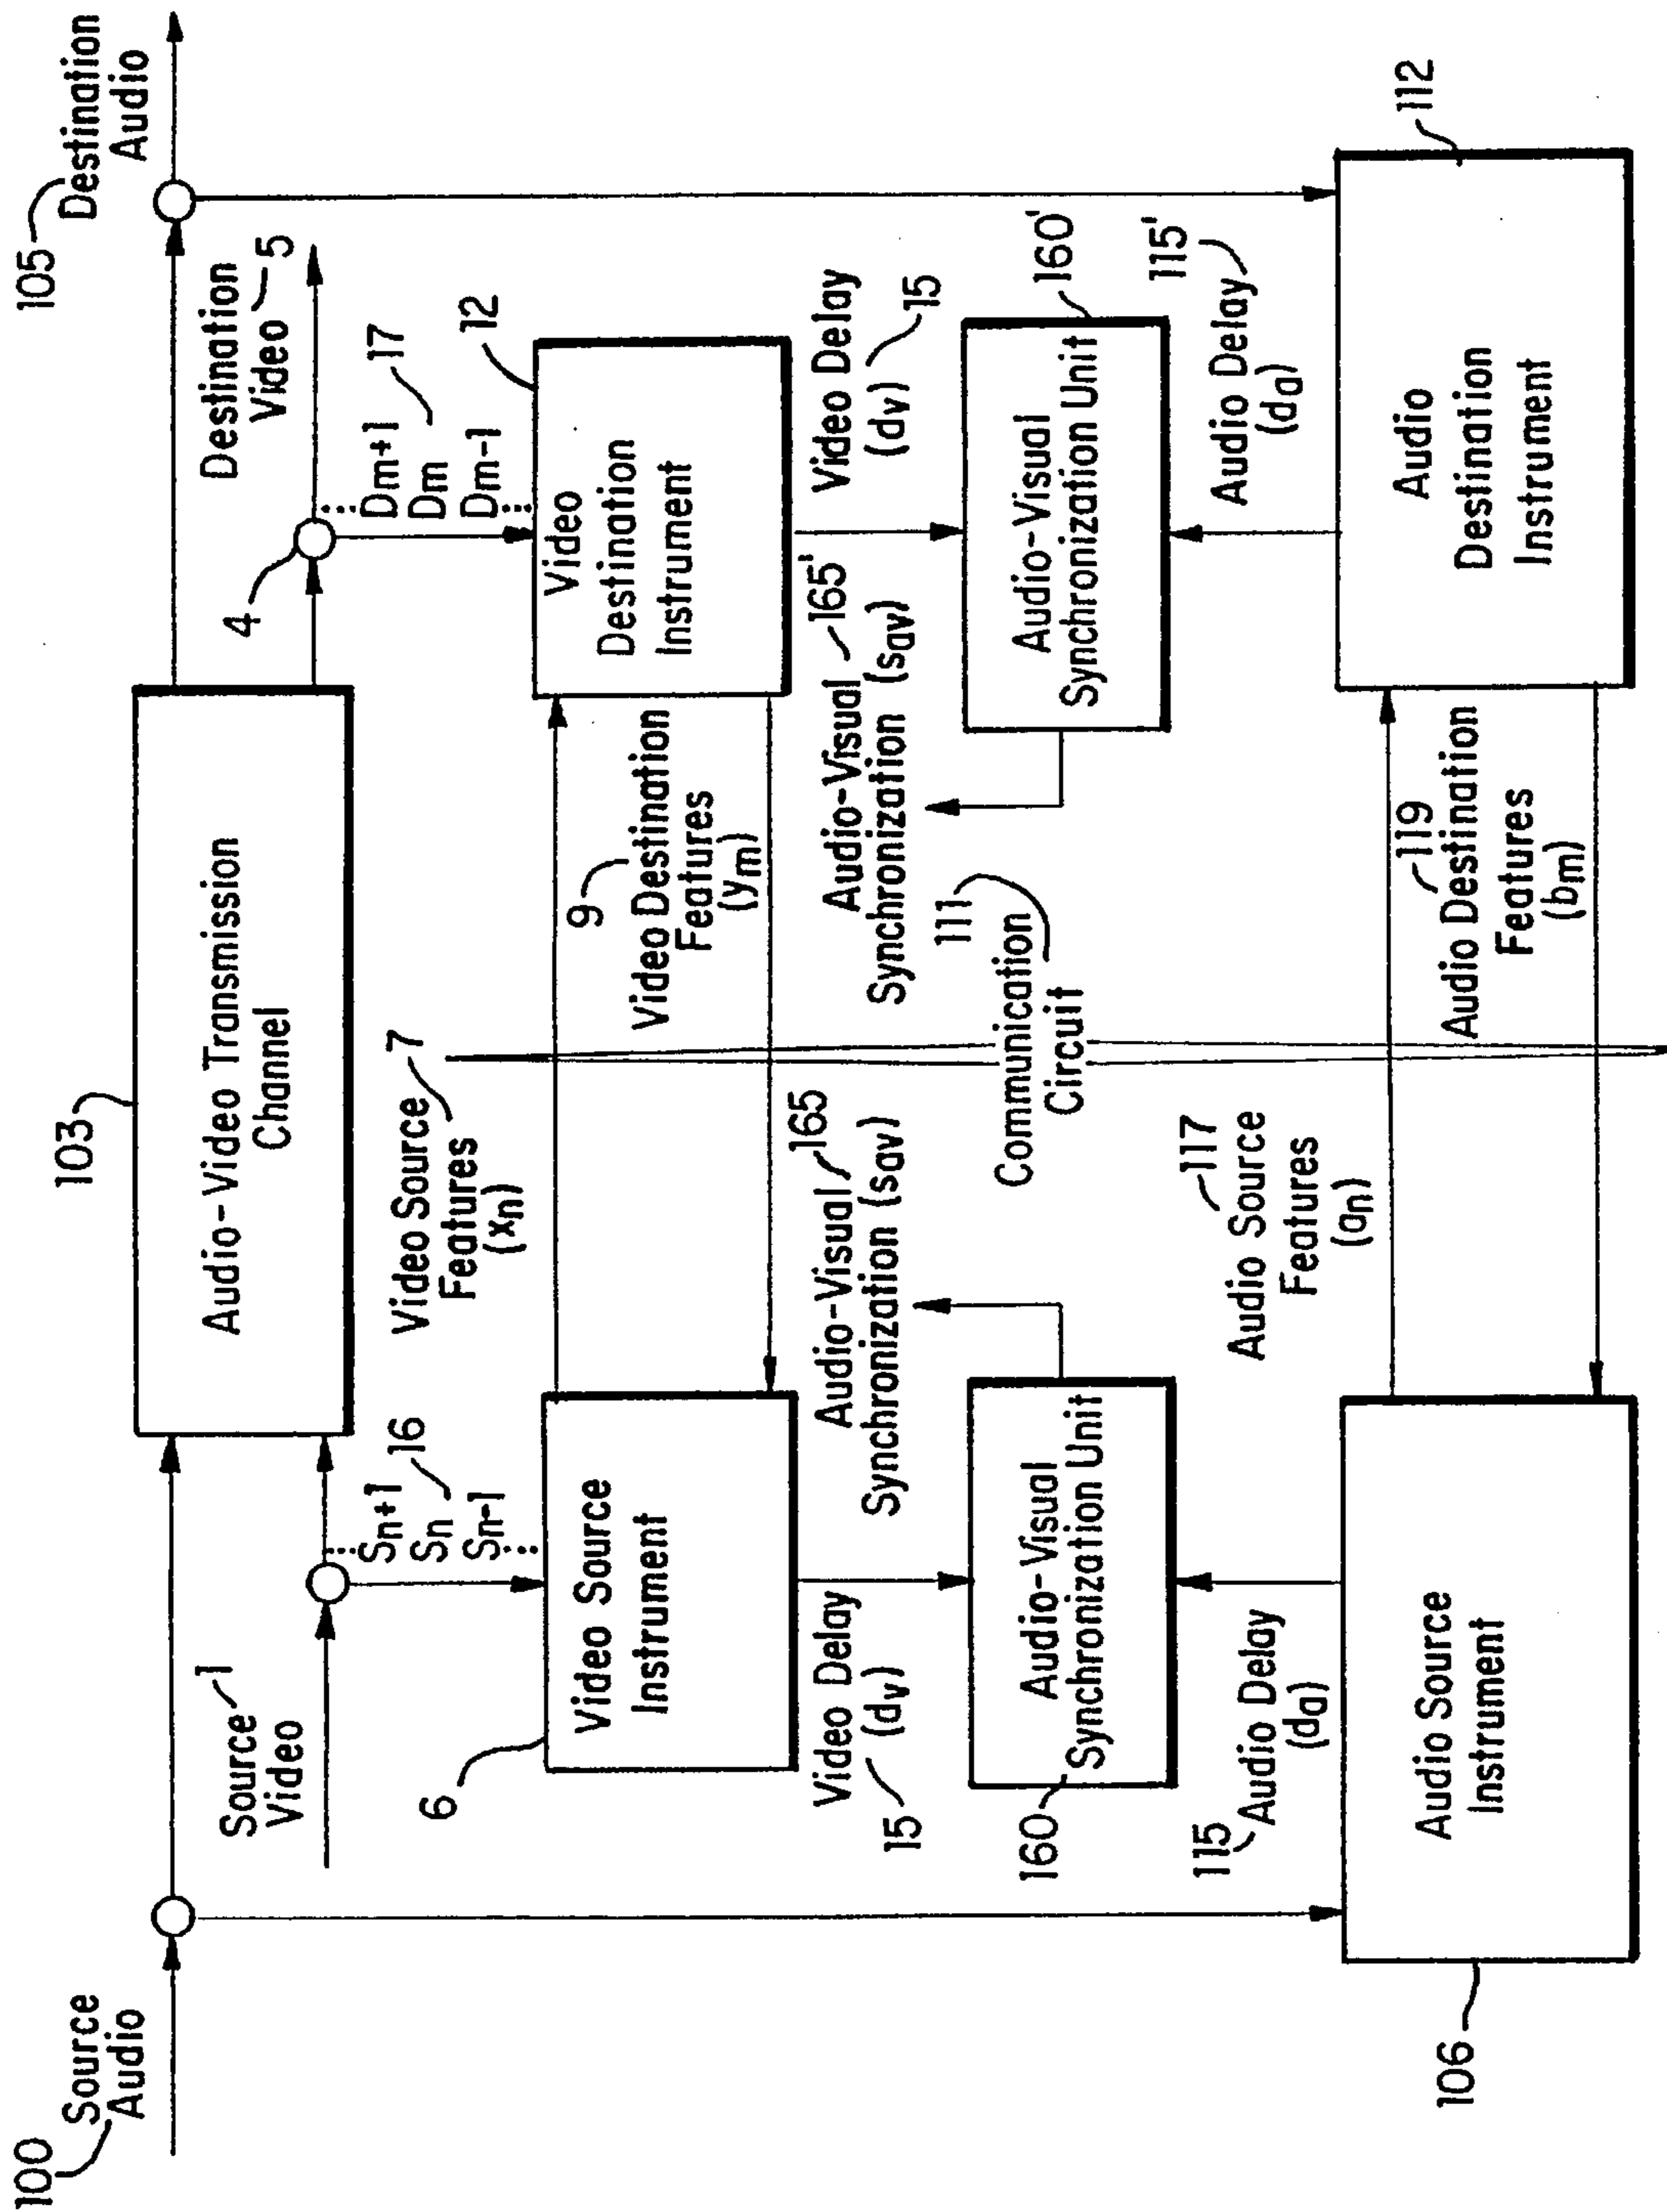 100
Source
Audio
105
Destination
Audio
103
Audio-Video Transmission
Channel
Source 1
Video
Destination
Video 5
4
Sn+1
Sn 16
Sn-1
Dm+1
Dm 17
Dm-1
Video Source 7
Features
(xn)
6
Video Source
Instrument
12
Video
Destination
Instrument
9
Video Destination
Features
(ym)
Video Delay
(dv)
15
Audio-Visual 165
Synchronization (sav)
Audio-Visual 165'
Synchronization (sav)
Video Delay
(dv) 15
160
Audio-Visual
Synchronization Unit
111
Communication
Circuit
Audio-Visual
Synchronization Unit
160'
115
Audio Delay
(da)
117
Audio Source
Features
(an)
119
Audio Destination
Features
(bm)
Audio Delay 115'
(da)
106
Audio Source
Instrument
Audio
Destination
Instrument
112